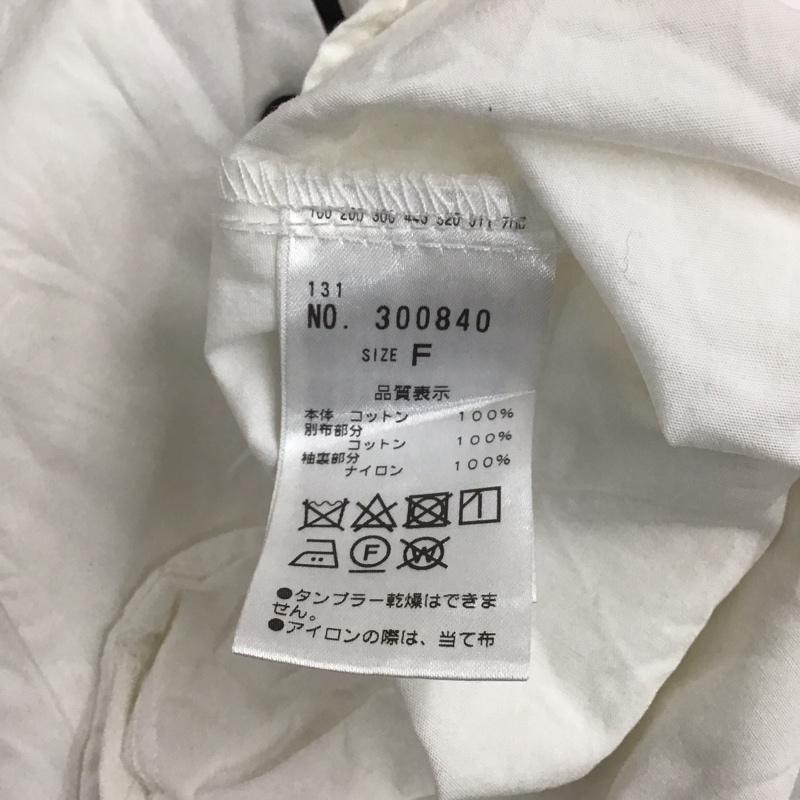 131
NO. 300840
SIZE F
品質表示
本体 コットン 100%
別布部分
コットン 100%
袖裏部分
ナイロン 100%
F
W
●タンブラー乾燥はできま
せん。
●アイロンの際は、当て布